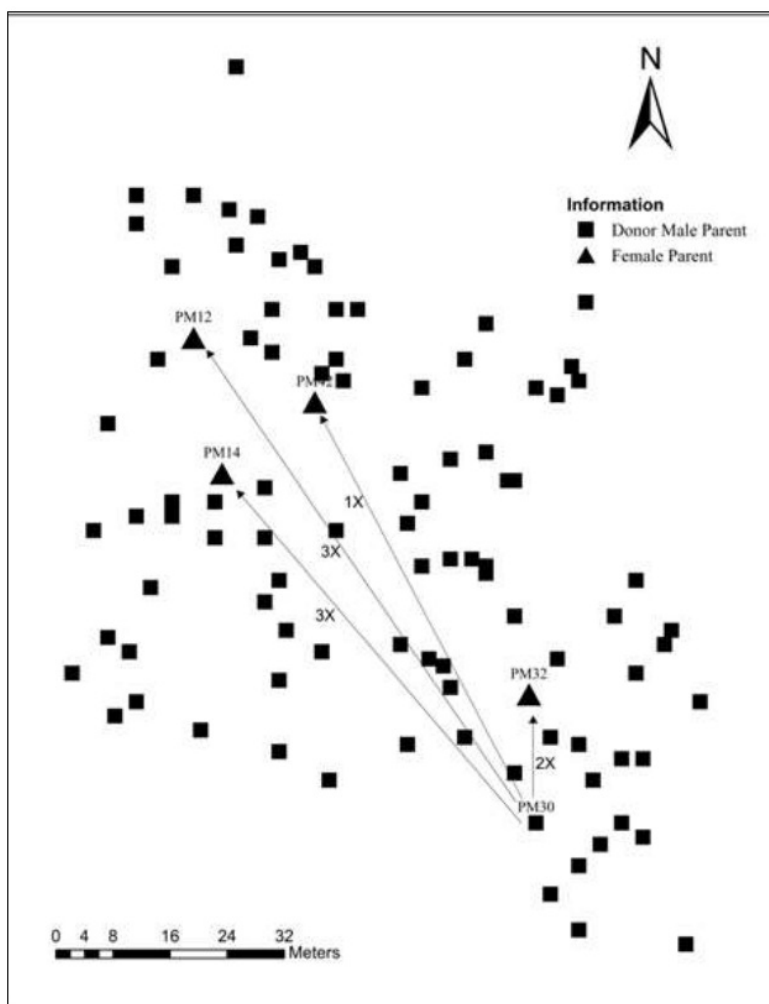 N
Information
Donor Male Parent
Female Parent
PM12
PM14
1X
3X
3X
PM32
2X
PM30
0 4 8 16 24 32
Meters